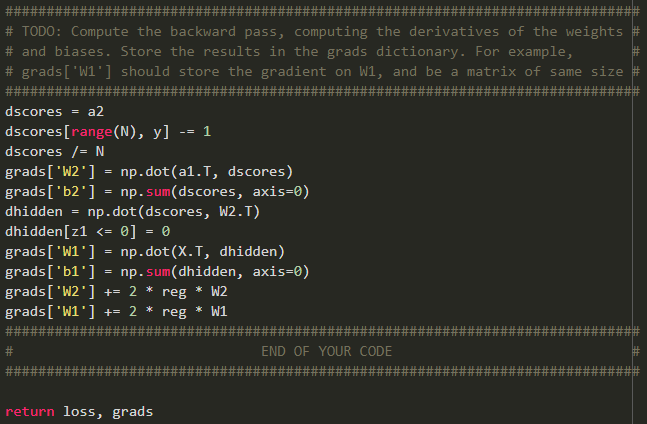 #############################################################################
# TODO: Compute the backward pass, computing the derivatives of the weights #
# and biases. Store the results in the grads dictionary. For example,       #
# grads['W1'] should store the gradient on W1, and be a matrix of same size #
#############################################################################
dscores = a2
dscores[range(N), y] -= 1
dscores /= N
grads['W2'] = np.dot(a1.T, dscores)
grads['b2'] = np.sum(dscores, axis=0)
dhidden = np.dot(dscores, W2.T)
dhidden[z1 <= 0] = 0
grads['W1'] = np.dot(X.T, dhidden)
grads['b1'] = np.sum(dhidden, axis=0)
grads['W2'] += 2 * reg * W2
grads['W1'] += 2 * reg * W1
#############################################################################
#                              END OF YOUR CODE                             #
#############################################################################
return loss, grads